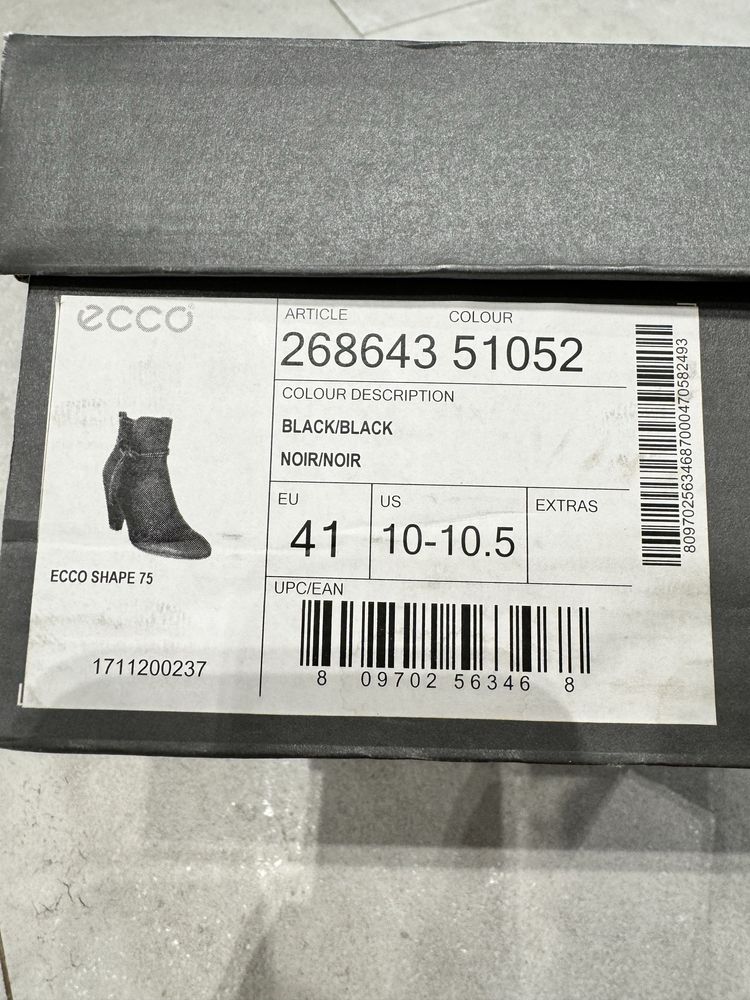 ecco
ARTICLE COLOUR
268643 51052
COLOUR DESCRIPTION
BLACK/BLACK
NOIR/NOIR
EU US EXTRAS
41 10-10.5
ECCO SHAPE 75
UPC/EAN
1711200237
8 09702 56346 8
8097025634687000470582493